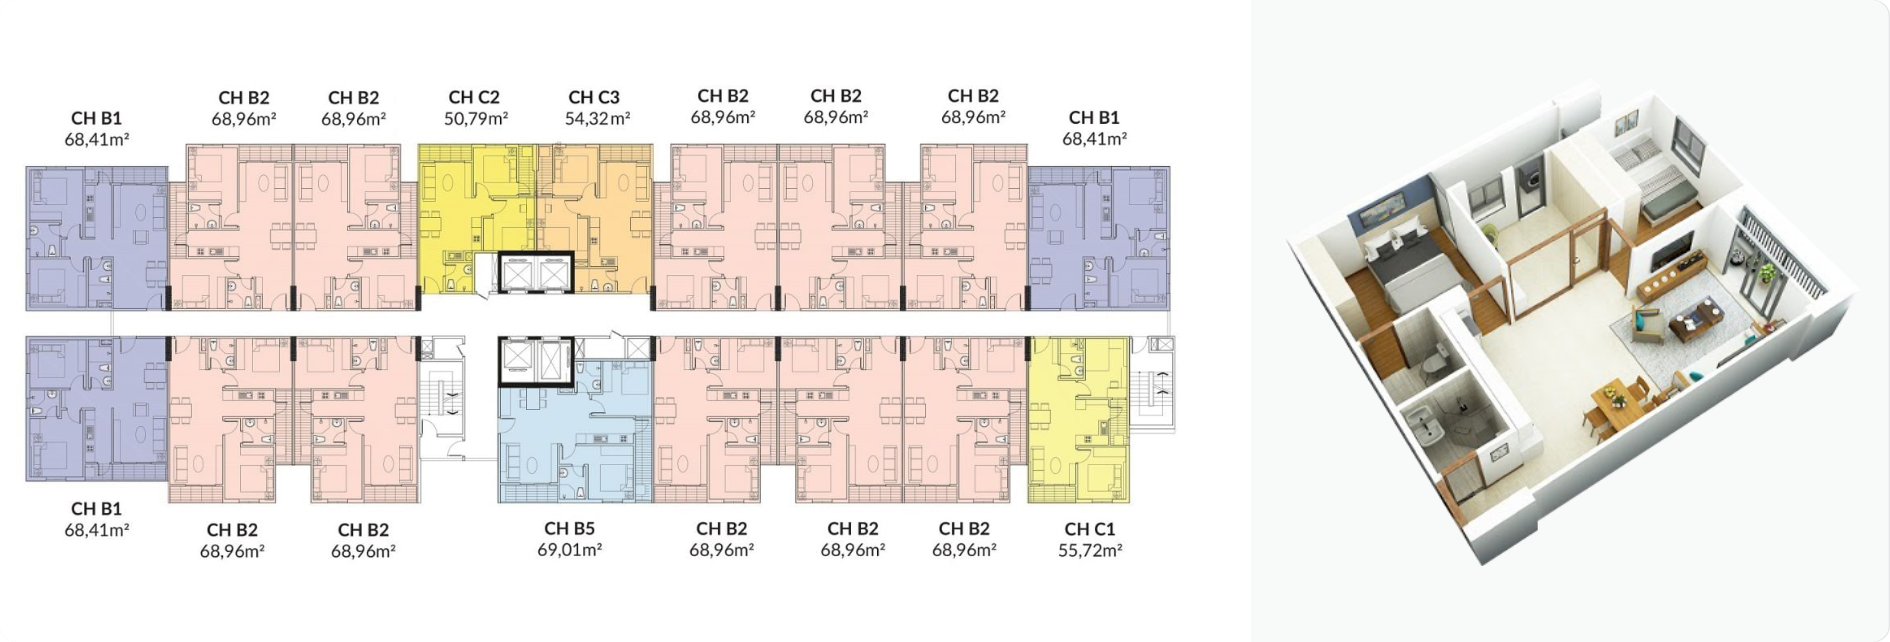 CH B1
68,41m²
CH B2
68,96m²
CH B2
68,96m²
CH C2
50,79m²
CH C3
54,32m²
CH B2
68,96m²
CH B2
68,96m²
CH B2
68,96m²
CH B1
68,41m²
CH B1
68,41m²
CH B2
68,96m²
CH B2
68,96m²
CH B5
69,01m²
CH B2
68,96m²
CH B2
68,96m²
CH B2
68,96m²
CH C1
55,72m²